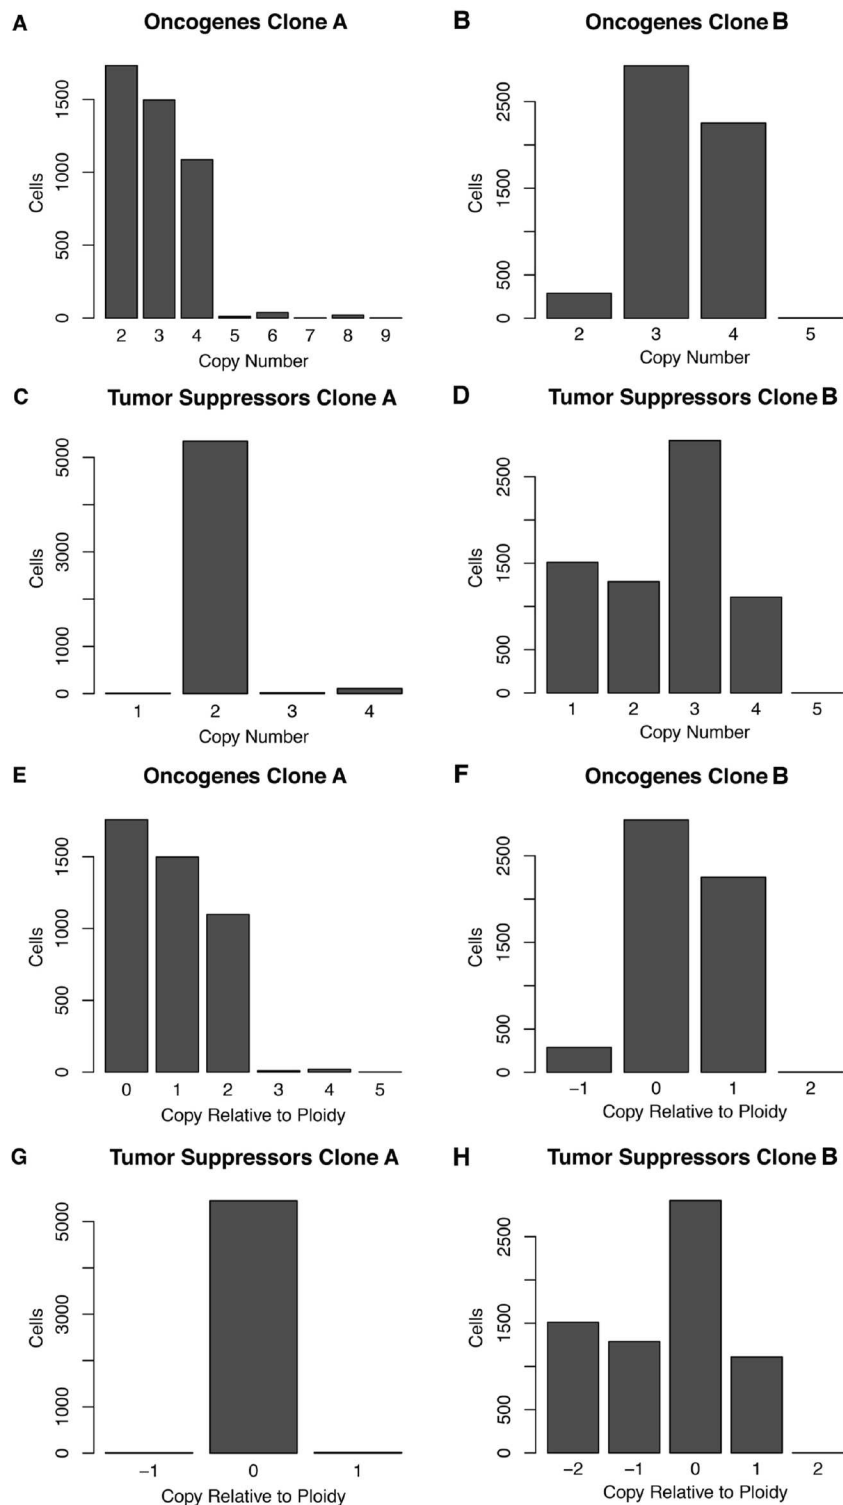 A Oncogenes Clone A
Cells
0 500 1000 1500
2 3 4 5 6 7 8 9
Copy Number
B Oncogenes Clone B
Cells
0 500 1500 2500
2 3 4 5
Copy Number
C Tumor Suppressors Clone A
Cells
0 1000 3000 5000
1 2 3 4
Copy Number
D Tumor Suppressors Clone B
Cells
0 500 1500 2500
1 2 3 4 5
Copy Number
E Oncogenes Clone A
Cells
0 500 1000 1500
0 1 2 3 4 5
Copy Relative to Ploidy
F Oncogenes Clone B
Cells
0 500 1500 2500
−1 0 1 2
Copy Relative to Ploidy
G Tumor Suppressors Clone A
Cells
0 1000 3000 5000
−1 0 1
Copy Relative to Ploidy
H Tumor Suppressors Clone B
Cells
0 500 1500 2500
−2 −1 0 1 2
Copy Relative to Ploidy